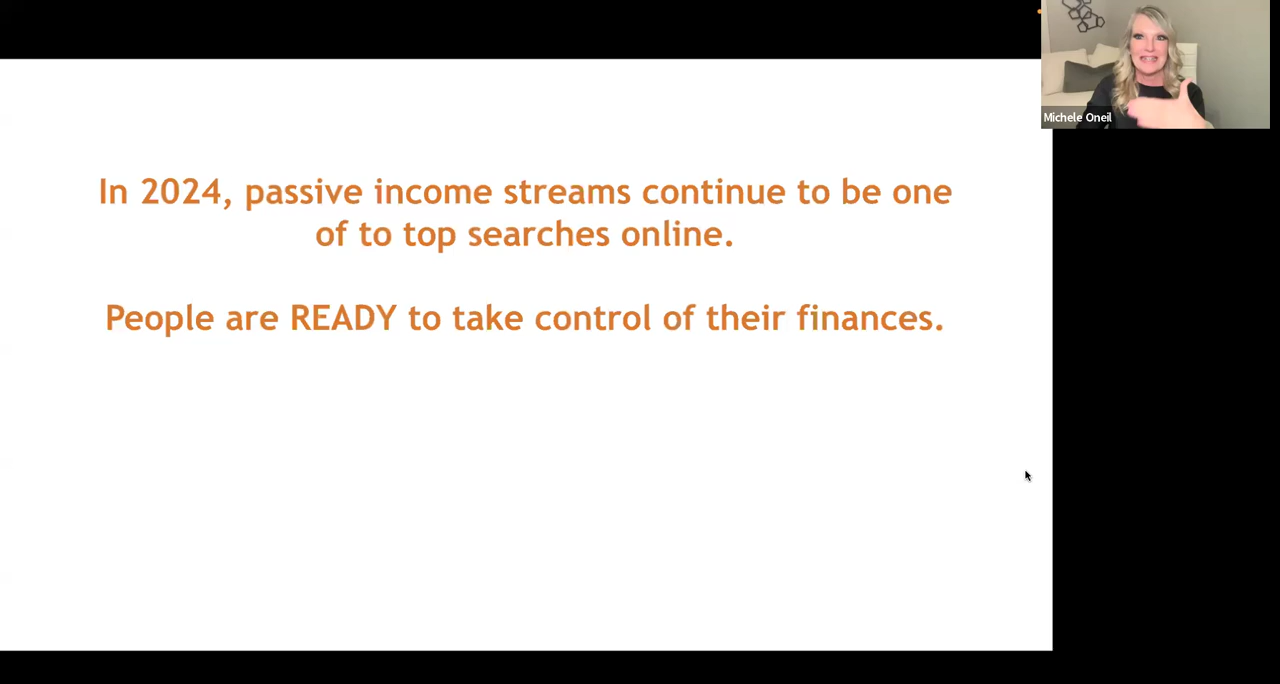 Michele Oneil
In 2024, passive income streams continue to be one
of to top searches online.
People are READY to take control of their finances.